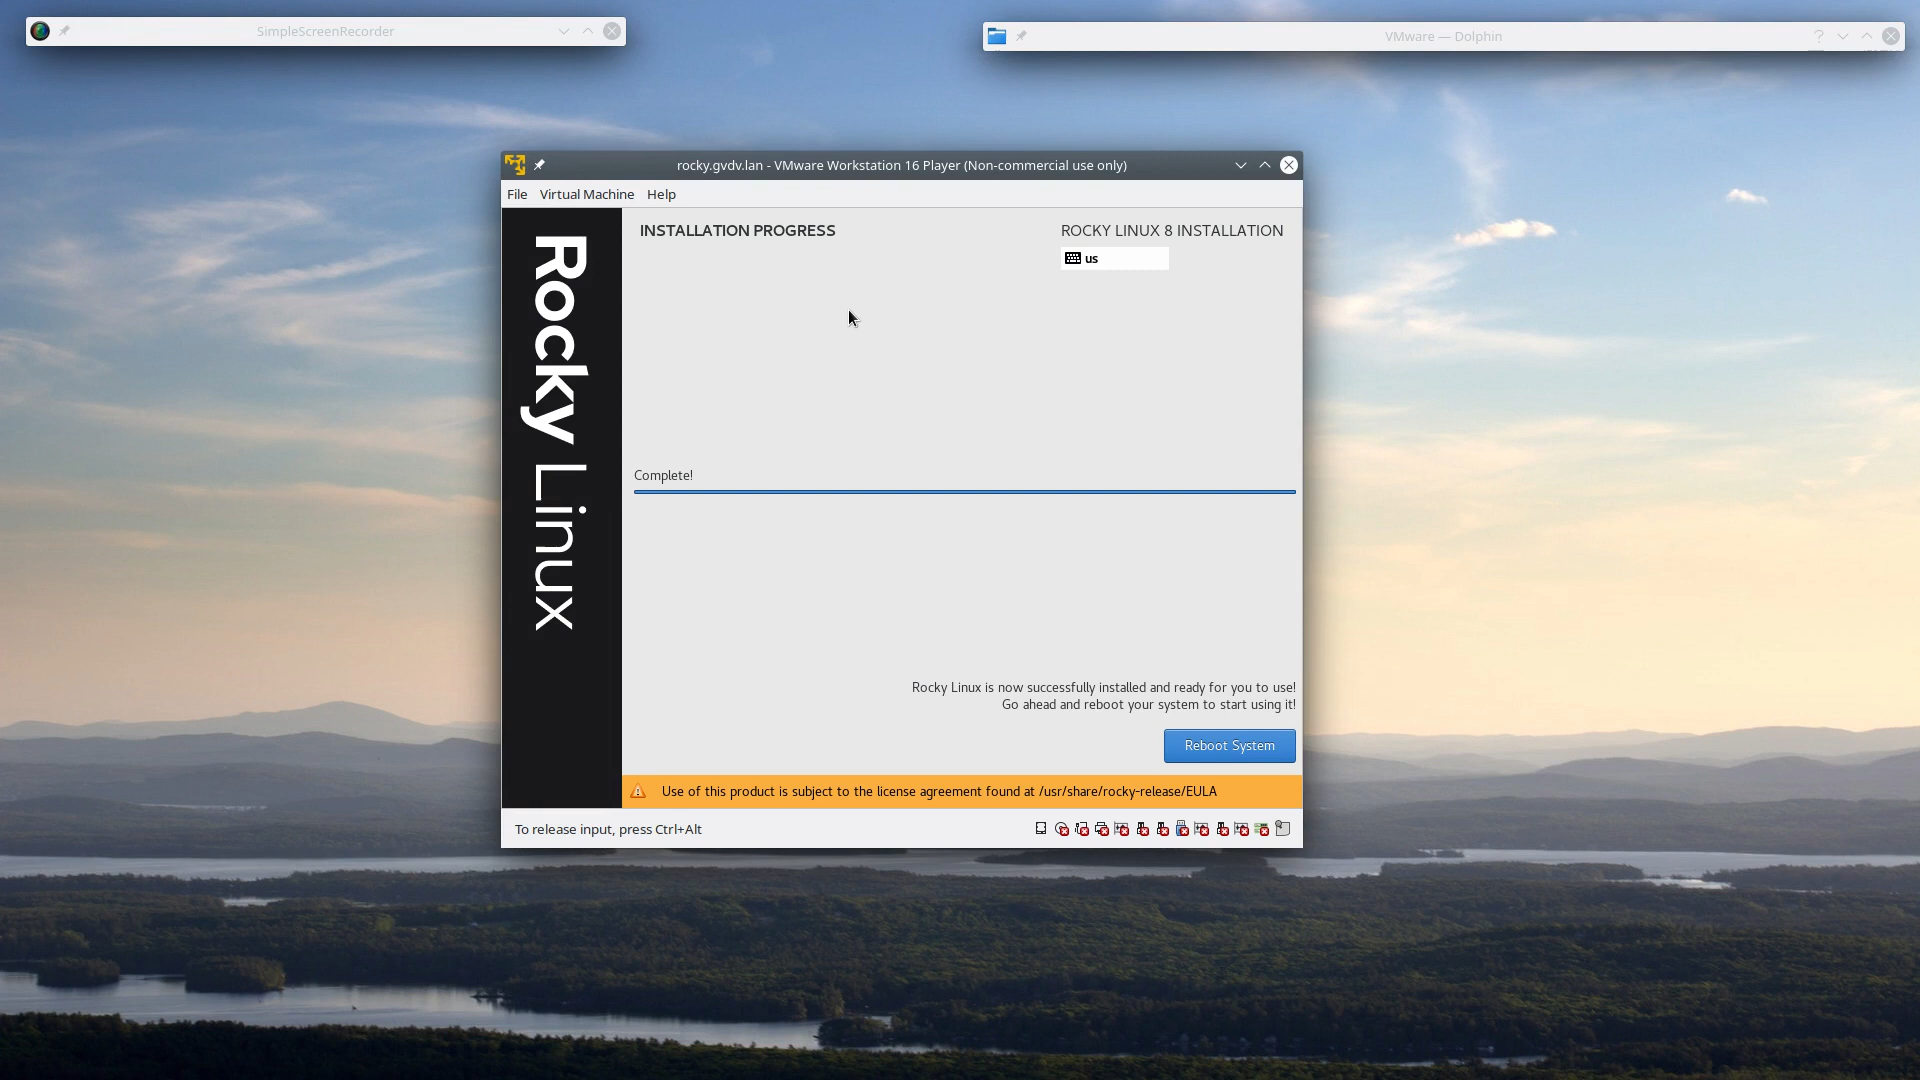 SimpleScreenRecorder
VMware — Dolphin
rocky.gvdv.lan - VMware Workstation 16 Player (Non-commercial use only)
File Virtual Machine Help
Rocky Linux
INSTALLATION PROGRESS
ROCKY LINUX 8 INSTALLATION
us
Complete!
Rocky Linux is now successfully installed and ready for you to use!
Go ahead and reboot your system to start using it!
Reboot System
Use of this product is subject to the license agreement found at /usr/share/rocky-release/EULA
To release input, press Ctrl+Alt